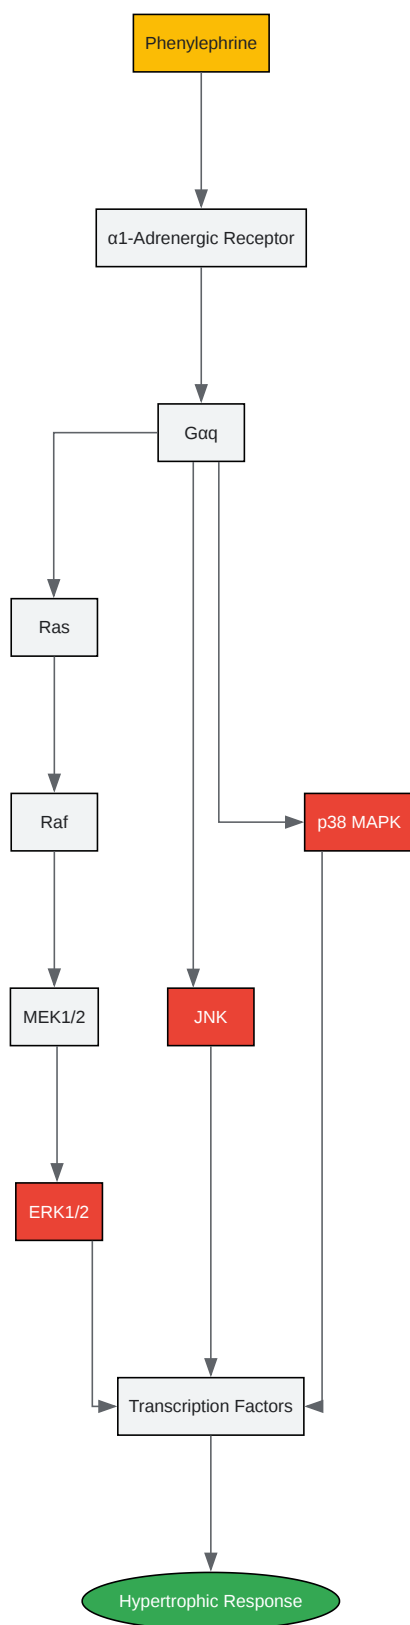 Phenylephrine
α1-Adrenergic Receptor
Gαq
Ras
Raf
p38 MAPK
MEK1/2
JNK
ERK1/2
Transcription Factors
Hypertrophic Response